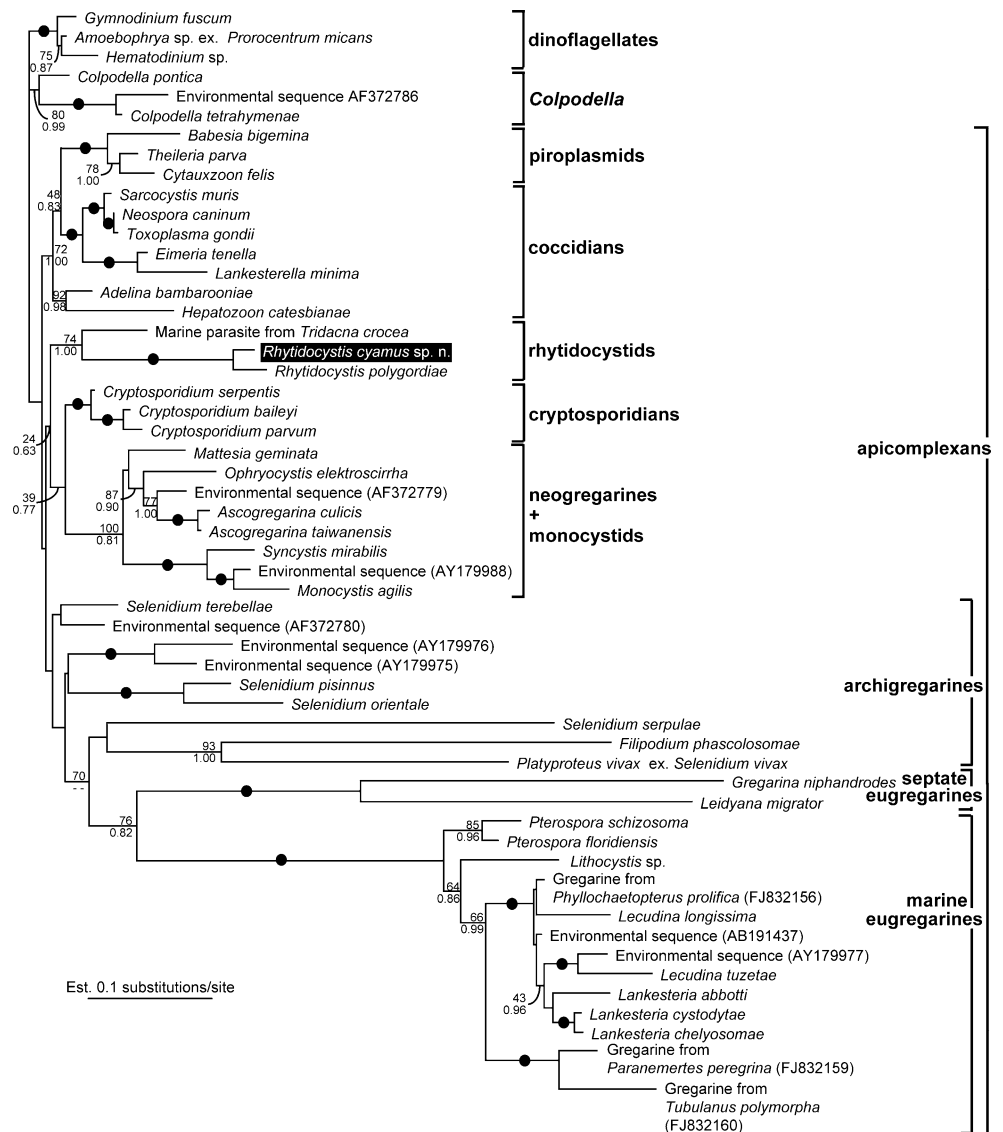 Gymnodinium fuscum
Amoebophrya sp. ex. Prorocentrum micans
Hematodinium sp.
dinoflagellates
75
0.87
Colpodella pontica
Environmental sequence AF372786
Colpodella tetrahymenae
Colpodella
80
0.99
Babesia bigemina
Theileria parva
Cytauxzoon felis
piroplasmids
78
1.00
48
0.83
Sarcocystis muris
Neospora caninum
Toxoplasma gondii
Eimeria tenella
Lankesterella minima
coccidians
72
1.00
Adelina bambarooniae
Hepatozoon catesbianae
92
0.98
Marine parasite from Tridacna crocea
Rhytidocystis cyamus sp. n.
Rhytidocystis polygordiae
rhytidocystids
74
1.00
Cryptosporidium serpentis
Cryptosporidium baileyi
Cryptosporidium parvum
cryptosporidians
24
0.63
apicomplexans
Mattesia geminata
Ophryocystis elektroscirrha
Environmental sequence (AF372779)
Ascogregarina culicis
Ascogregarina taiwanensis
Syncystis mirabilis
Environmental sequence (AY179988)
Monocystis agilis
neogregarines
+
monocystids
39
0.77
87
0.90
77
1.00
100
0.81
Selenidium terebellae
Environmental sequence (AF372780)
Environmental sequence (AY179976)
Environmental sequence (AY179975)
Selenidium pisinnus
Selenidium orientale
archigregarines
Selenidium serpulae
Filipodium phascolosomae
Platyproteus vivax ex. Selenidium vivax
93
1.00
70
--
Gregarina niphandrodes
Leidyana migrator
septate
eugregarines
76
0.82
Pterospora schizosoma
Pterospora floridiensis
85
0.96
Lithocystis sp.
64
0.86
Gregarine from
Phyllochaetopterus prolifica (FJ832156)
Lecudina longissima
marine
eugregarines
66
0.99
Environmental sequence (AB191437)
Environmental sequence (AY179977)
Lecudina tuzetae
Lankesteria abbotti
Lankesteria cystodytae
Lankesteria chelyosomae
43
0.96
Est. 0.1 substitutions/site
Gregarine from
Paranemertes peregrina (FJ832159)
Gregarine from
Tubulanus polymorpha
(FJ832160)